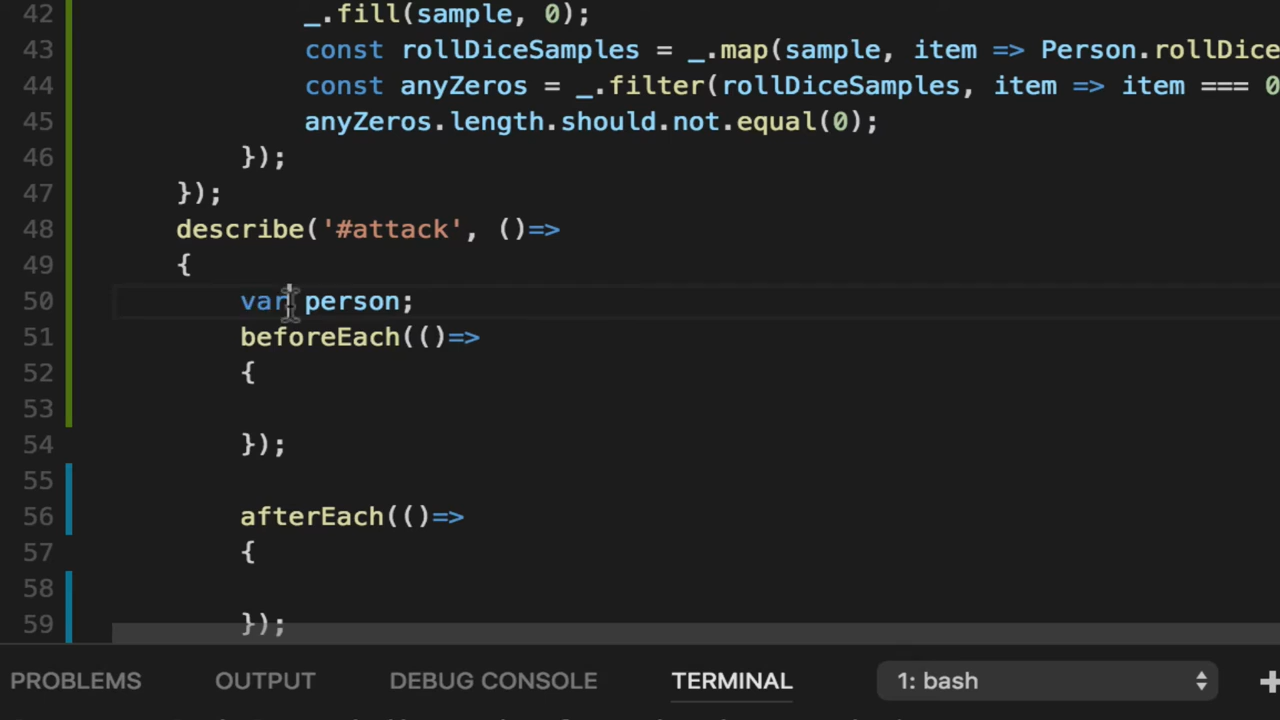 42 _.fill(sample, 0);
43 const rollDiceSamples = _.map(sample, item => Person.rollDice
44 const anyZeros = _.filter(rollDiceSamples, item => item === 0
45 anyZeros.length.should.not.equal(0);
46 });
47 });
48 describe('#attack', ()=>
49 {
50 var person;
51 beforeEach(()=>
52 {
53
54 });
55
56 afterEach(()=>
57 {
58
59 });
PROBLEMS OUTPUT DEBUG CONSOLE TERMINAL 1: bash +